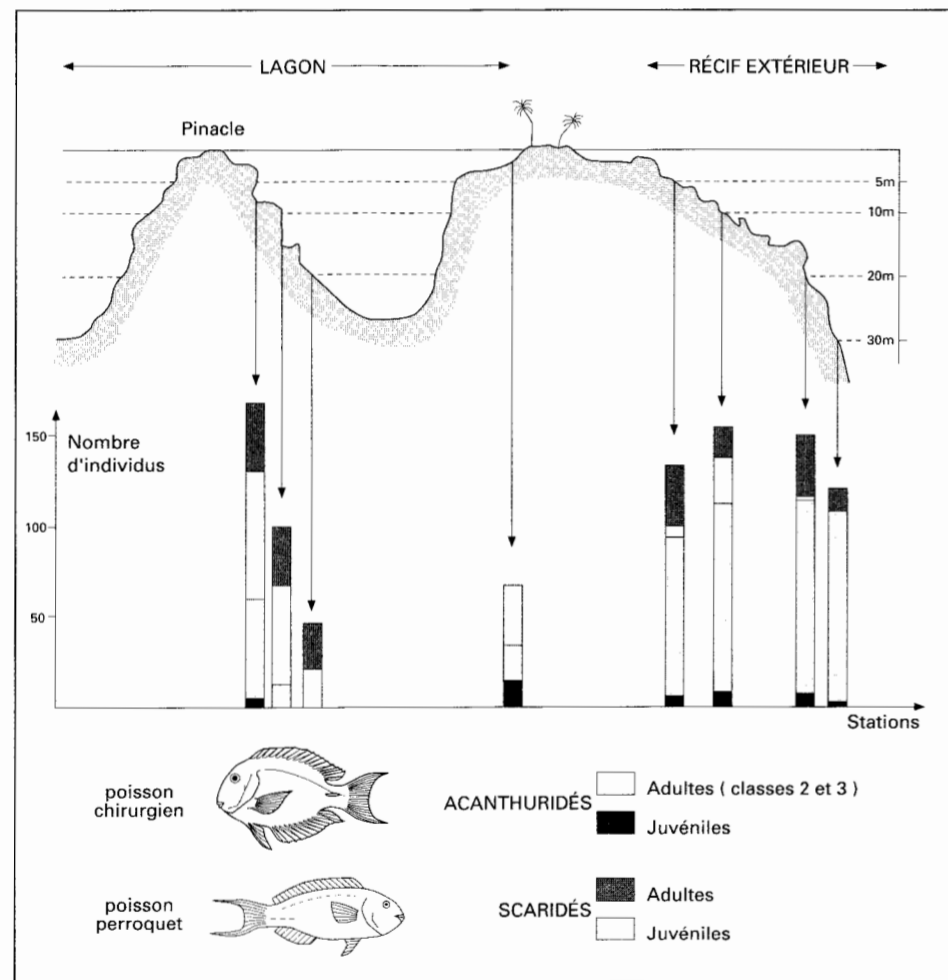 LAGON
RÉCIF EXTÉRIEUR
Pinacle
5m
10m
20m
30m
150
Nombre
d'individus
100
50
Stations
poisson
chirurgien
ACANTHURIDÉS
Adultes ( classes 2 et 3 )
Juvéniles
poisson
perroquet
SCARIDÉS
Adultes
Juvéniles